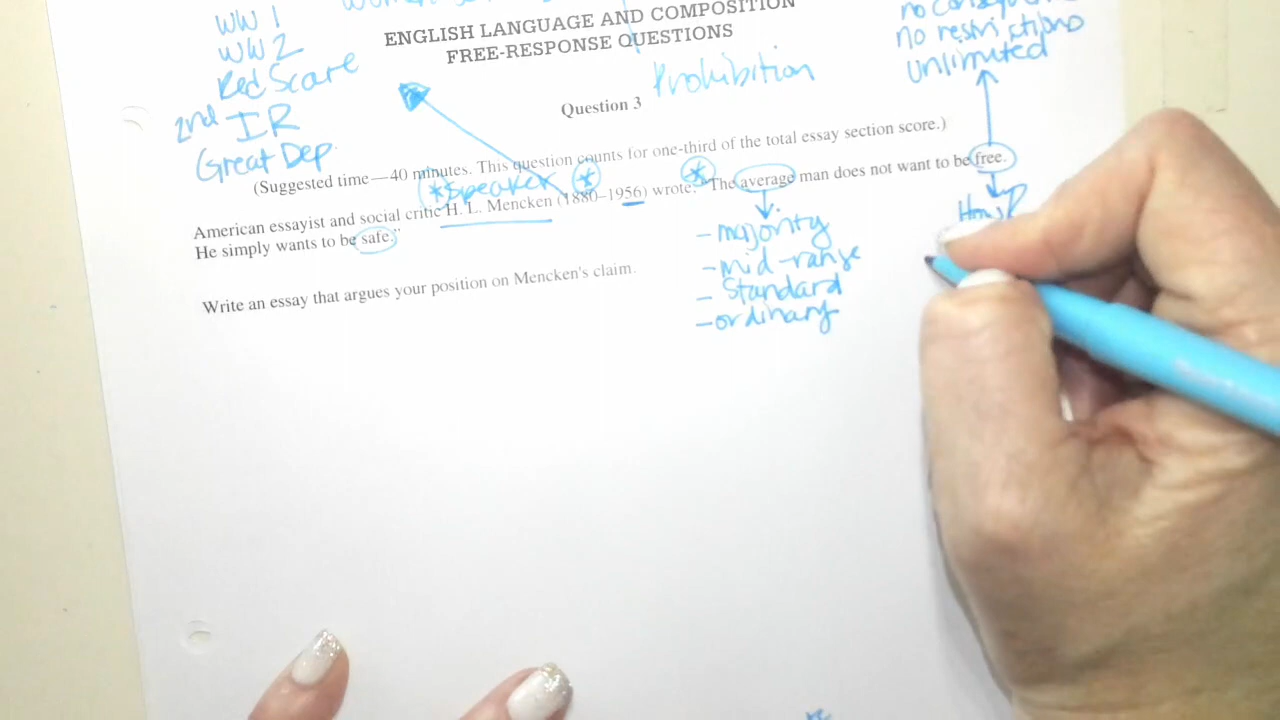 WW 1
WW2
Red Scare
2nd IR
Great Dep.
ENGLISH LANGUAGE AND COMPOSITION
FREE-RESPONSE QUESTIONS
Prohibition
no restrictions
unlimited
Question 3
(Suggested time—40 minutes. This question counts for one-third of the total essay section score.)
*Speaker
*
*
American essayist and social critic H. L. Mencken (1880–1956) wrote: "The average man does not want to be free.
He simply wants to be safe."
- majority
- mid-range
- Standard
- ordinary
Write an essay that argues your position on Mencken's claim.